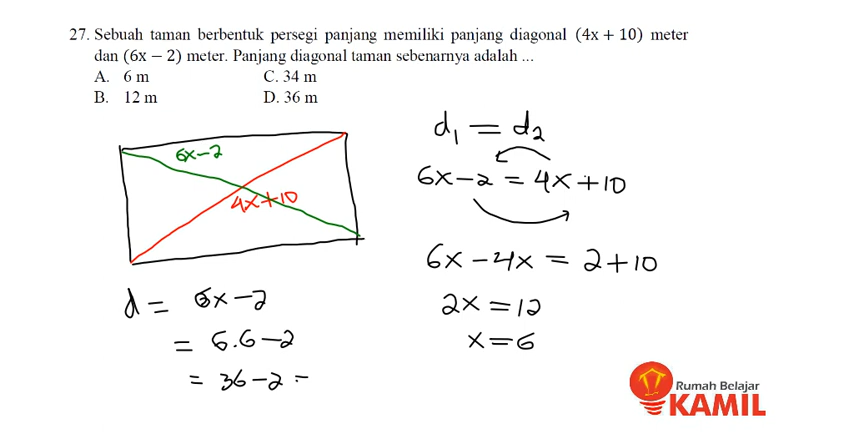 27. Sebuah taman berbentuk persegi panjang memiliki panjang diagonal (4x + 10) meter
dan (6x − 2) meter. Panjang diagonal taman sebenarnya adalah ...
A. 6 m
C. 34 m
B. 12 m
D. 36 m
6x−2
4x+10
d₁ = d₂
6x−2 = 4x+10
6x−4x = 2+10
2x = 12
x = 6
d = 6x−2
= 6.6−2
= 36−2 =
Rumah Belajar
KAMIL